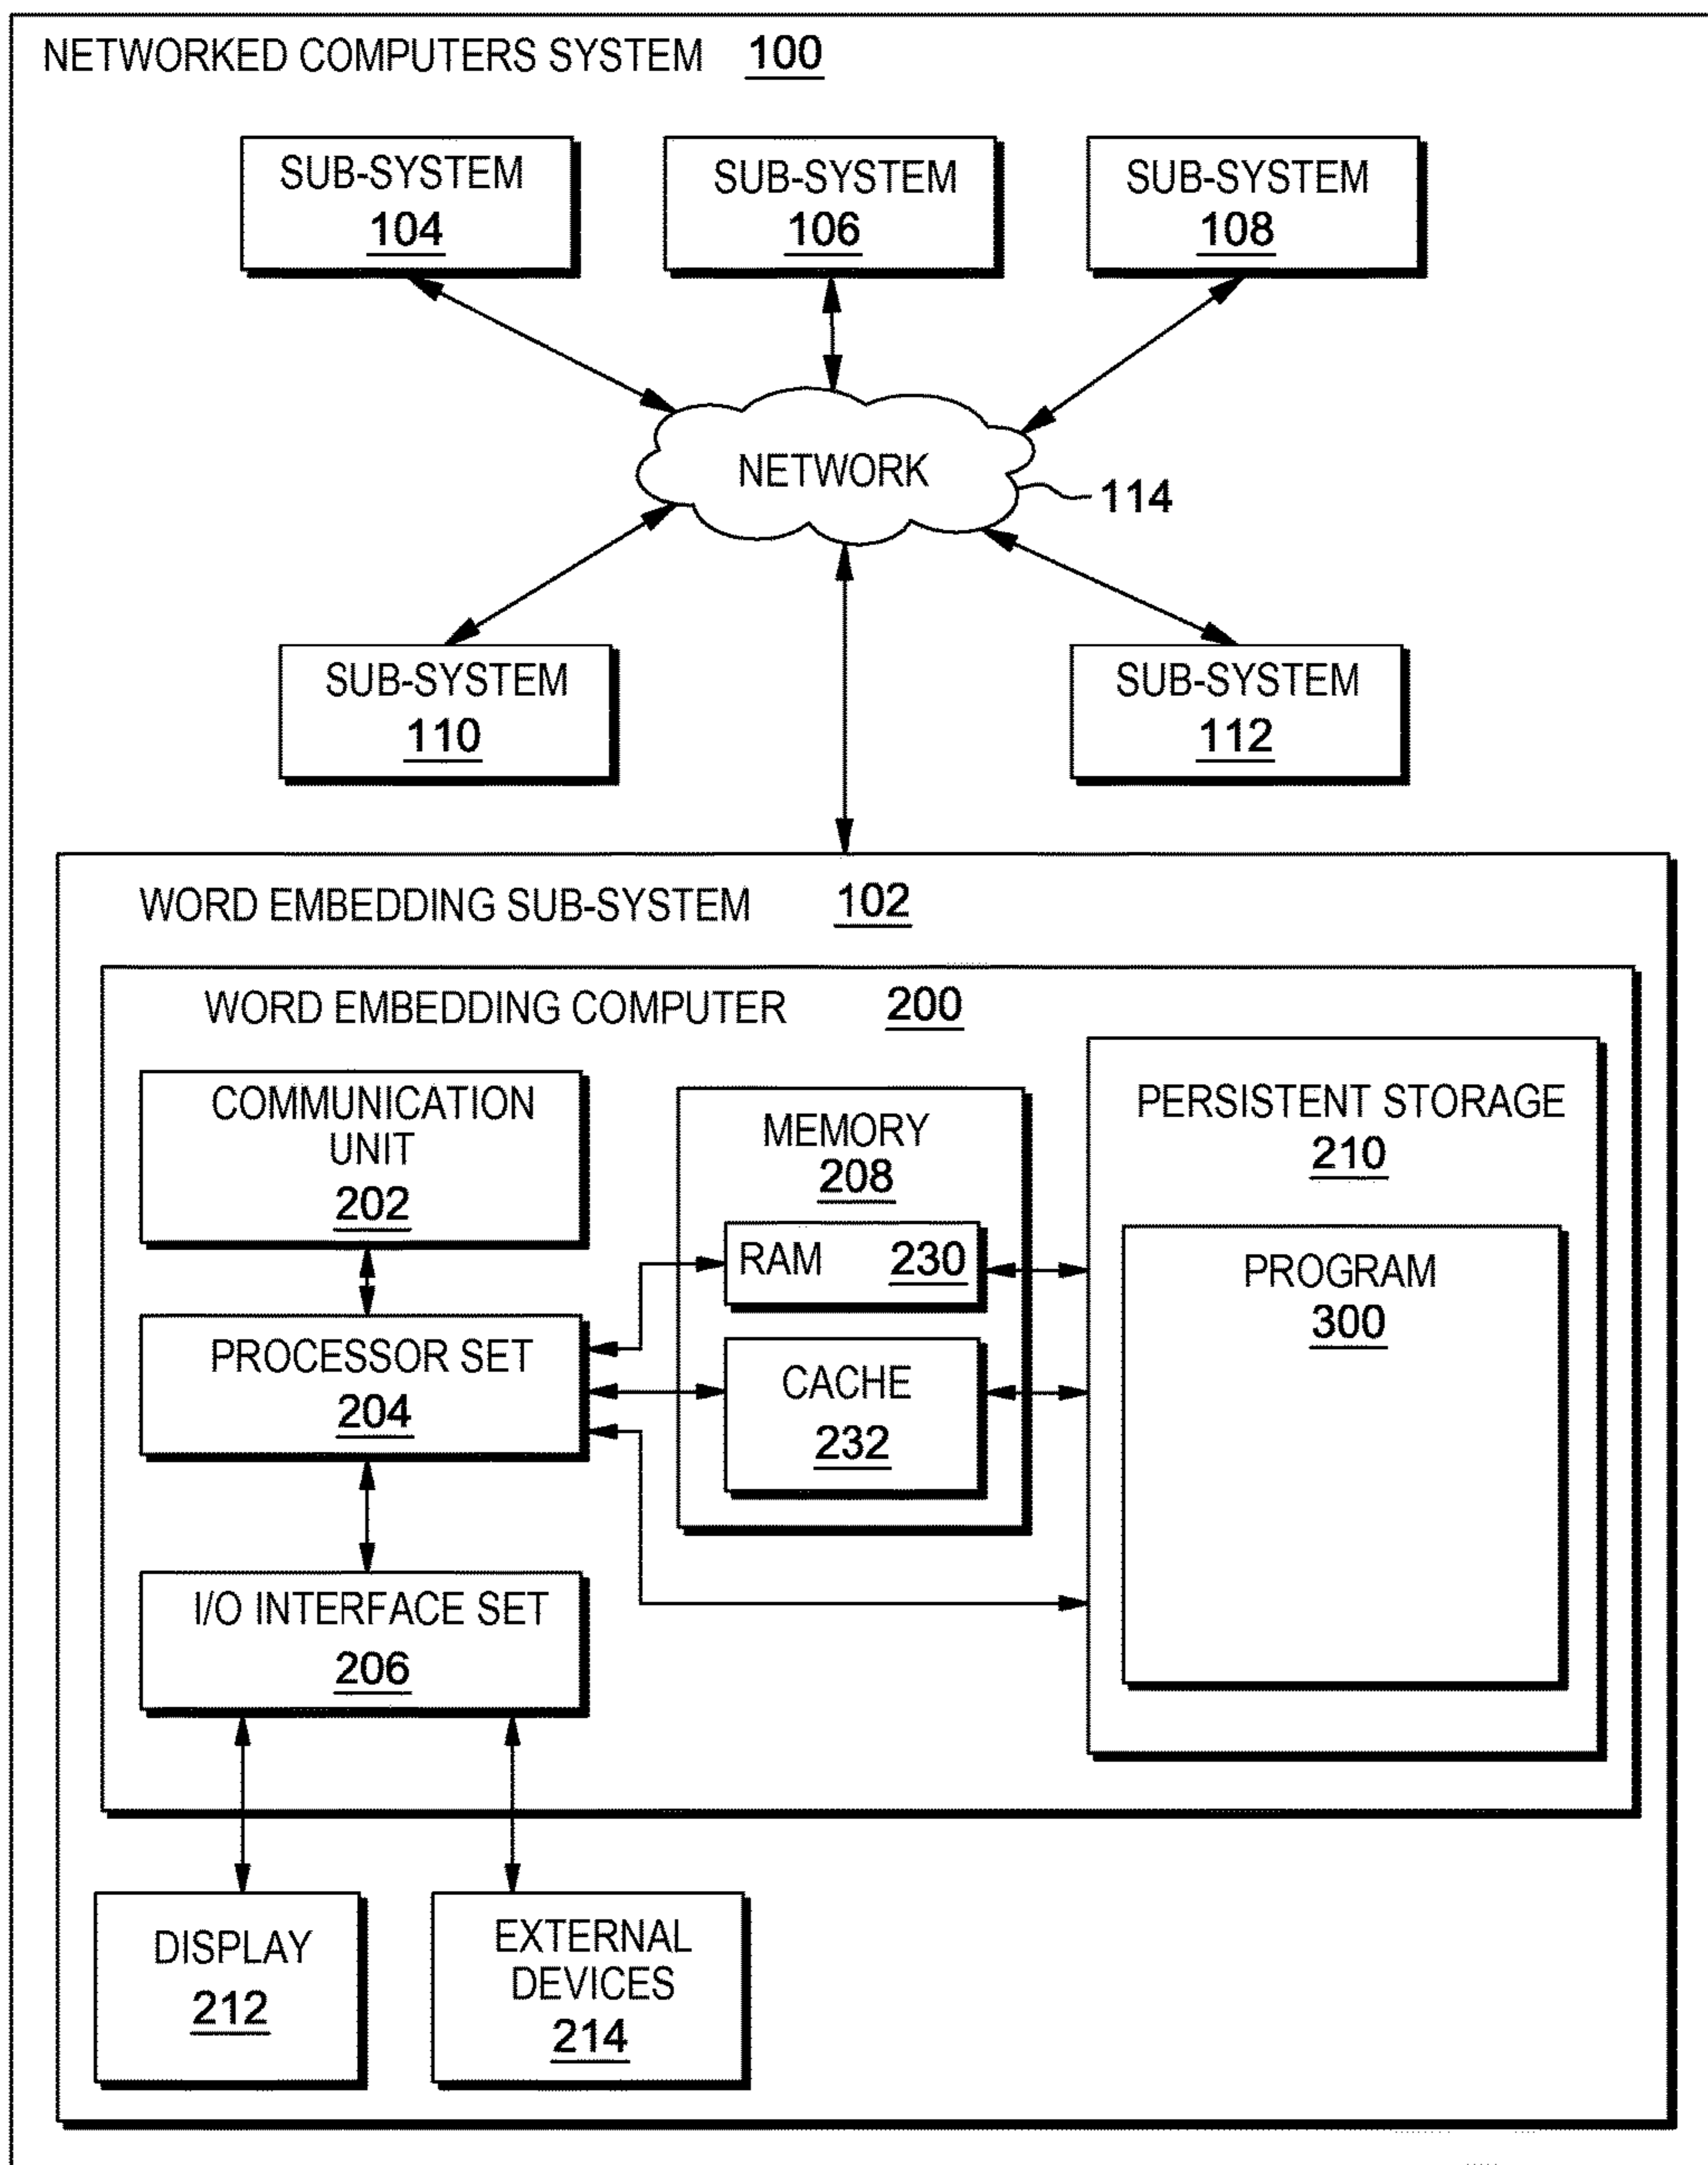 NETWORKED COMPUTERS SYSTEM 100
SUB-SYSTEM
104
SUB-SYSTEM
106
SUB-SYSTEM
108
NETWORK
114
SUB-SYSTEM
110
SUB-SYSTEM
112
WORD EMBEDDING SUB-SYSTEM 102
WORD EMBEDDING COMPUTER 200
COMMUNICATION
UNIT
202
PROCESSOR SET
204
I/O INTERFACE SET
206
MEMORY
208
RAM 230
CACHE
232
PERSISTENT STORAGE
210
PROGRAM
300
DISPLAY
212
EXTERNAL
DEVICES
214